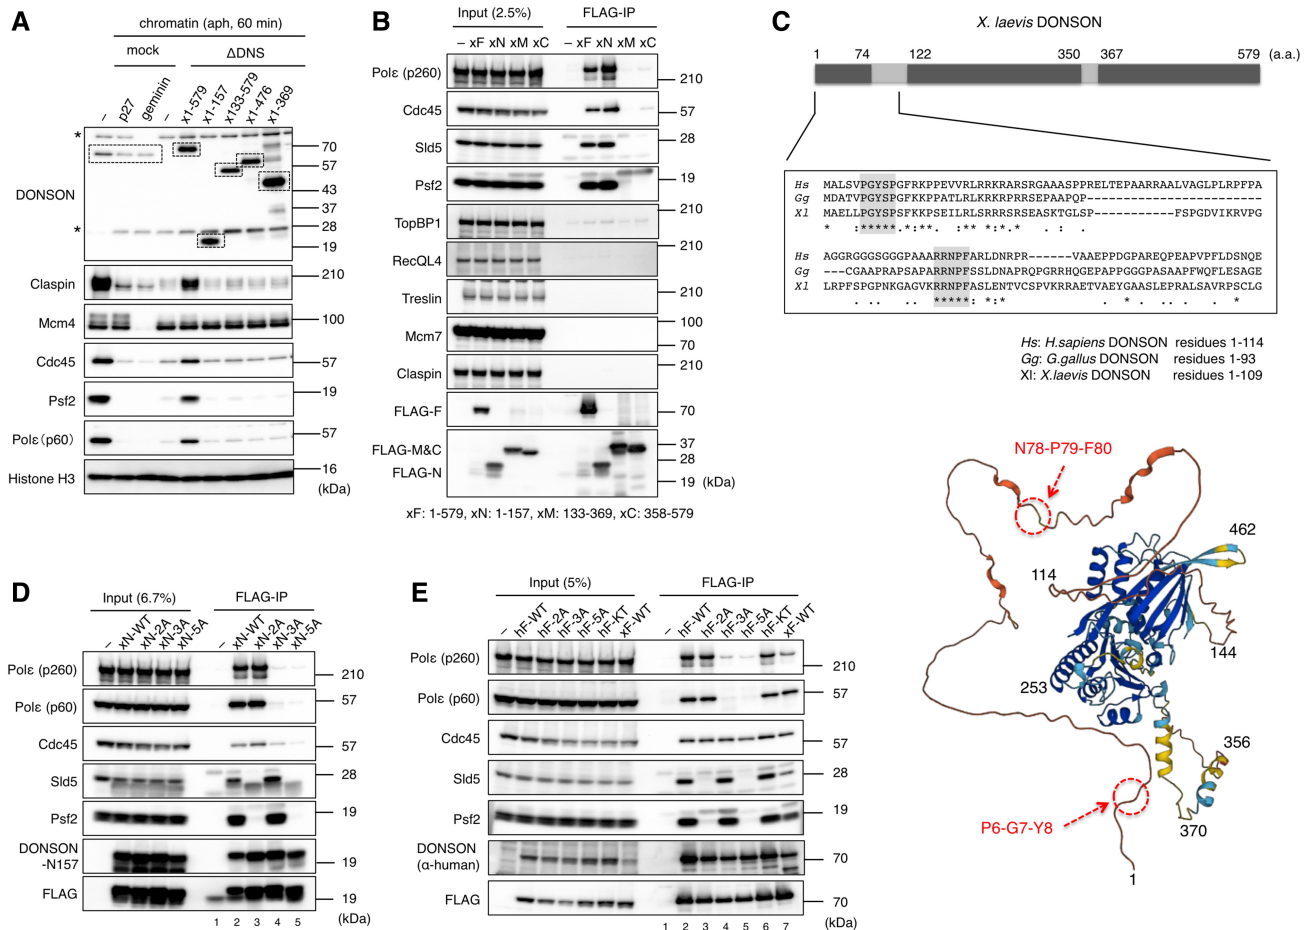 A
chromatin (aph, 60 min)
mock
ΔDNS
–
p27
geminin
–
x1-579
x1-157
x133-579
x1-476
x1-369
*
DONSON
*
70
57
43
37
28
19
Claspin
210
Mcm4
100
Cdc45
57
Psf2
19
Polε(p60)
57
Histone H3
16
(kDa)
B
Input (2.5%)
FLAG-IP
– xF xN xM xC
– xF xN xM xC
Polε (p260)
210
Cdc45
57
Sld5
28
Psf2
19
TopBP1
210
RecQL4
210
Treslin
210
Mcm7
100
70
Claspin
210
FLAG-F
70
FLAG-M&C
FLAG-N
37
28
19
(kDa)
xF: 1-579, xN: 1-157, xM: 133-369, xC: 358-579
C
X. laevis DONSON
1 74 122 350 367 579 (a.a.)
Hs MALSVPGYSPGFRKPPEVVRLRRKRARSRGAAASPPRELTEPAARRAALVAGLPLRPFPA
Gg MDATVPGYSPSFRKPPATLRLKRRRPRRSEPAAPQP------------------------
Xl MAELLPGYSPSFKKPSEILRLSRRRSRSEASKTGLSP-----------FSPGDVIKRVPG
Hs AAGRGGGSGGGPAAARRNPFARLDNRPR------VAAEPPDGPAREQPEAPVPFLDSNQE
Gg ---CGAAPRAPSAPARRNPFASLDNAPRQPGRRHQGEPAPPGGGPASAAPFWQFLESAGE
Xl LRPFSPGPNKGAGVKRRNPFASLENTVCSPVKRRAETVAEYGAASLEPRALSAVRPSCLG
Hs: H.sapiens DONSON residues 1-114
Gg: G.gallus DONSON residues 1-93
Xl: X.laevis DONSON residues 1-109
N78-P79-F80
462
114
144
253
356
370
P6-G7-Y8
1
D
Input (6.7%)
FLAG-IP
–
xN-WT
xN-2A
xN-3A
xN-5A
–
xN-WT
xN-2A
xN-3A
xN-5A
Polε (p260)
210
Polε (p60)
57
Cdc45
57
Sld5
28
Psf2
19
DONSON
-N157
19
FLAG
19
1 2 3 4 5
(kDa)
E
Input (5%)
FLAG-IP
–
hF-WT
hF-2A
hF-3A
hF-5A
hF-KT
xF-WT
–
hF-WT
hF-2A
hF-3A
hF-5A
hF-KT
xF-WT
Polε (p260)
210
Polε (p60)
57
Cdc45
57
Sld5
28
Psf2
19
DONSON
(α-human)
70
FLAG
70
1 2 3 4 5 6 7
(kDa)